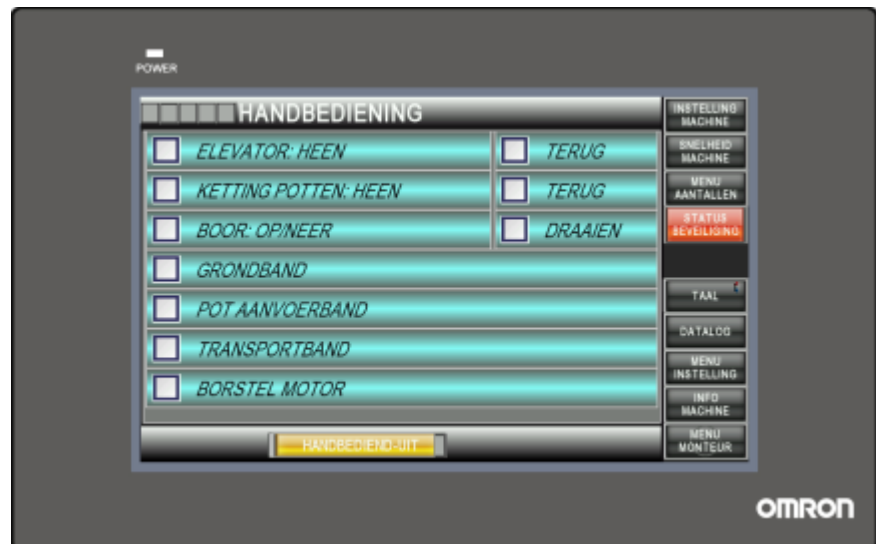 POWER
HANDBEDIENING
ELEVATOR: HEEN
TERUG
KETTING POTTEN: HEEN
TERUG
BOOR: OP/NEER
DRAAIEN
GRONDBAND
POT AANVOERBAND
TRANSPORTBAND
BORSTEL MOTOR
HANDBEDIEND-UIT
INSTELLING
MACHINE
SNELHEID
MACHINE
MENU
AANTALLEN
STATUS
BEVEILIGING
TAAL
DATALOG
MENU
INSTELLING
INFO
MACHINE
MENU
MONTEUR
OMRON